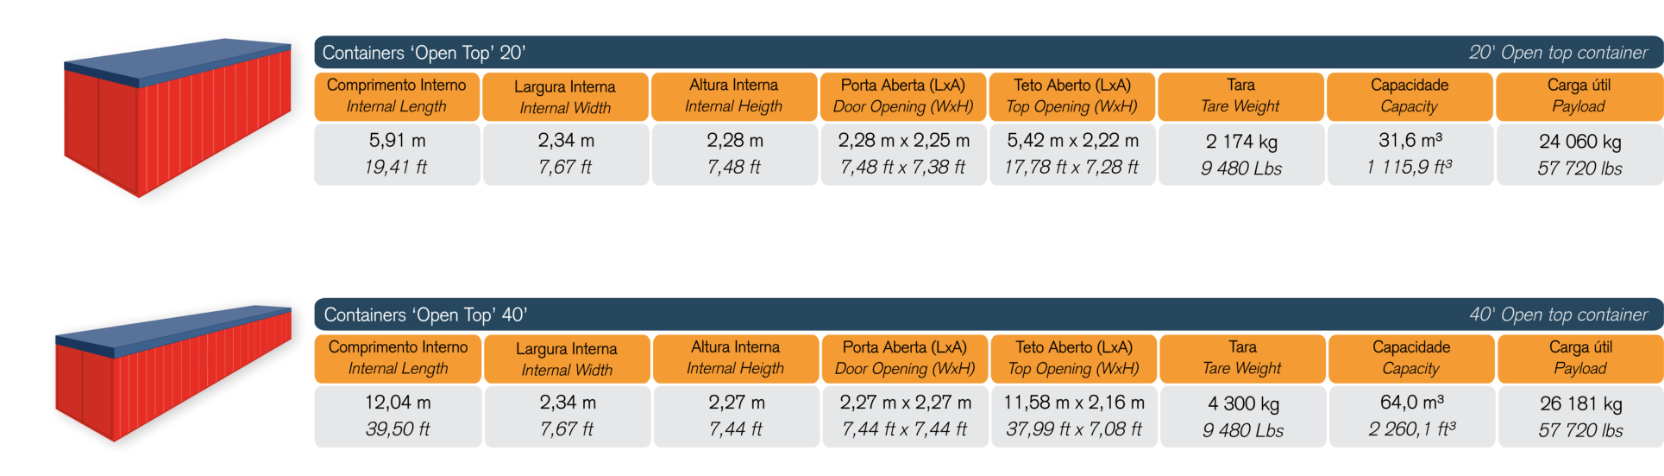 Containers ‘Open Top’ 20’ 20' Open top container
Comprimento Interno Largura Interna Altura Interna Porta Aberta (LxA) Teto Aberto (LxA) Tara Capacidade Carga útil
Internal Length Internal Width Internal Heigth Door Opening (WxH) Top Opening (WxH) Tare Weight Capacity Payload
5,91 m 2,34 m 2,28 m 2,28 m x 2,25 m 5,42 m x 2,22 m 2 174 kg 31,6 m³ 24 060 kg
19,41 ft 7,67 ft 7,48 ft 7,48 ft x 7,38 ft 17,78 ft x 7,28 ft 9 480 Lbs 1 115,9 ft³ 57 720 lbs
Containers ‘Open Top’ 40’ 40' Open top container
Comprimento Interno Largura Interna Altura Interna Porta Aberta (LxA) Teto Aberto (LxA) Tara Capacidade Carga útil
Internal Length Internal Width Internal Heigth Door Opening (WxH) Top Opening (WxH) Tare Weight Capacity Payload
12,04 m 2,34 m 2,27 m 2,27 m x 2,27 m 11,58 m x 2,16 m 4 300 kg 64,0 m³ 26 181 kg
39,50 ft 7,67 ft 7,44 ft 7,44 ft x 7,44 ft 37,99 ft x 7,08 ft 9 480 Lbs 2 260,1 ft³ 57 720 lbs